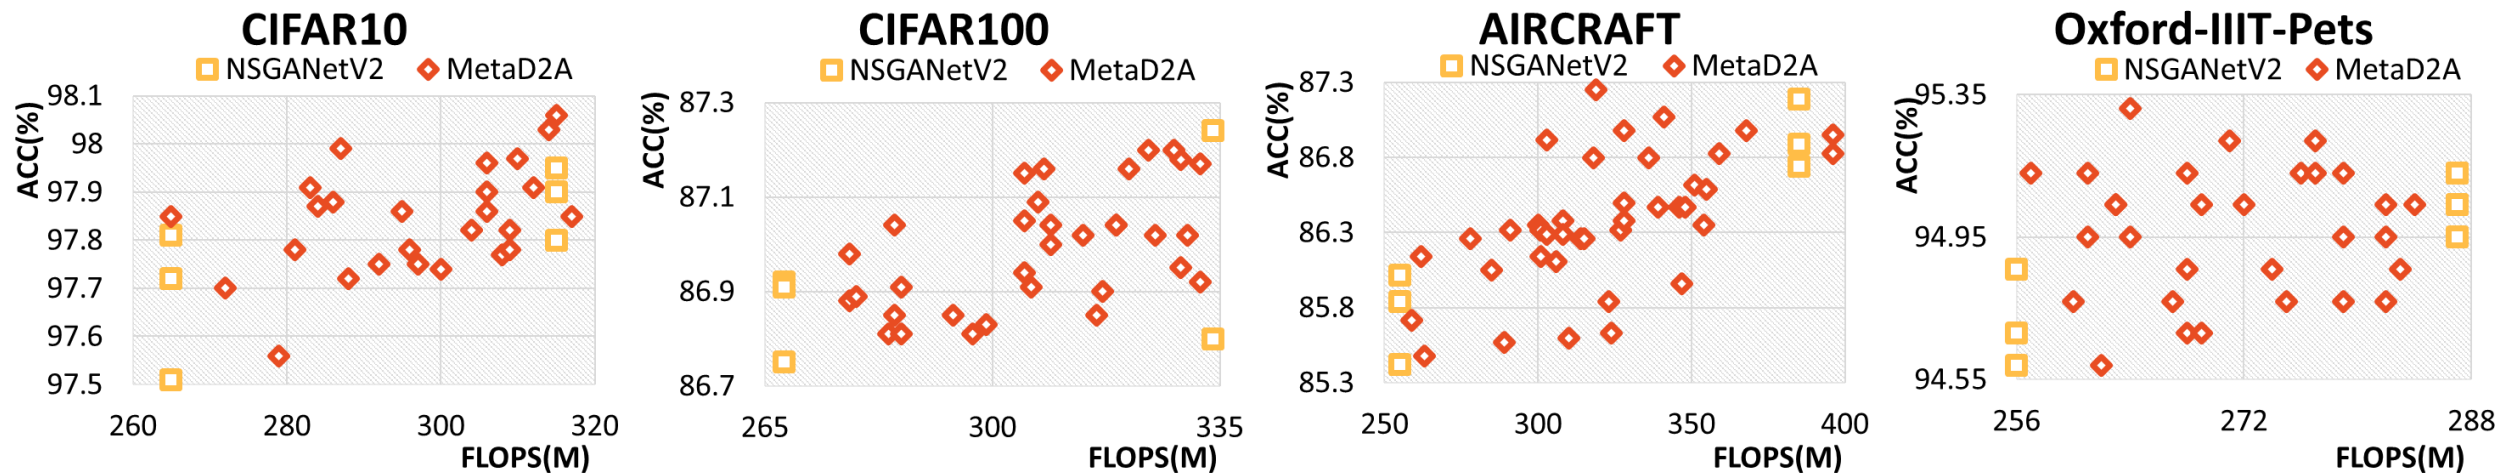 CIFAR10
NSGANetV2 MetaD2A
ACC(%)
98.1
98
97.9
97.8
97.7
97.6
97.5
260 280 300 320
FLOPS(M)
CIFAR100
NSGANetV2 MetaD2A
ACC(%)
87.3
87.1
86.9
86.7
265 300 335
FLOPS(M)
AIRCRAFT
NSGANetV2 MetaD2A
ACC(%)
87.3
86.8
86.3
85.8
85.3
250 300 350 400
FLOPS(M)
Oxford-IIIT-Pets
NSGANetV2 MetaD2A
ACC(%)
95.35
94.95
94.55
256 272 288
FLOPS(M)